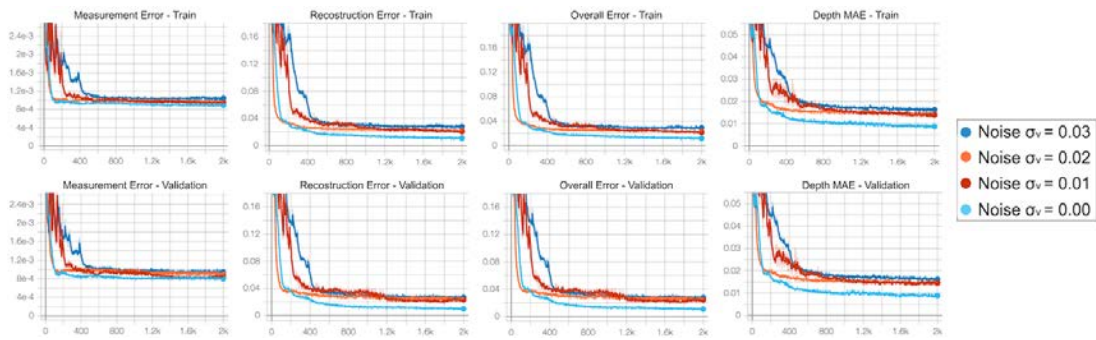 Measurement Error - Train
Recostruction Error - Train
Overall Error - Train
Depth MAE - Train
2.4e-3
2e-3
1.6e-3
1.2e-3
8e-4
4e-4
0
0 400 800 1.2k 1.6k 2k
0.16
0.12
0.08
0.04
0
0 400 800 1.2k 1.6k 2k
0.16
0.12
0.08
0.04
0
0 400 800 1.2k 1.6k 2k
0.05
0.04
0.03
0.02
0.01
0
0 400 800 1.2k 1.6k 2k
Measurement Error - Validation
Recostruction Error - Validation
Overall Error - Validation
Depth MAE - Validation
2.4e-3
2e-3
1.6e-3
1.2e-3
8e-4
4e-4
0
0 400 800 1.2k 1.6k 2k
0.16
0.12
0.08
0.04
0
0 400 800 1.2k 1.6k 2k
0.16
0.12
0.08
0.04
0
0 400 800 1.2k 1.6k 2k
0.05
0.04
0.03
0.02
0.01
0
0 400 800 1.2k 1.6k 2k
Noise σᵥ = 0.03
Noise σᵥ = 0.02
Noise σᵥ = 0.01
Noise σᵥ = 0.00